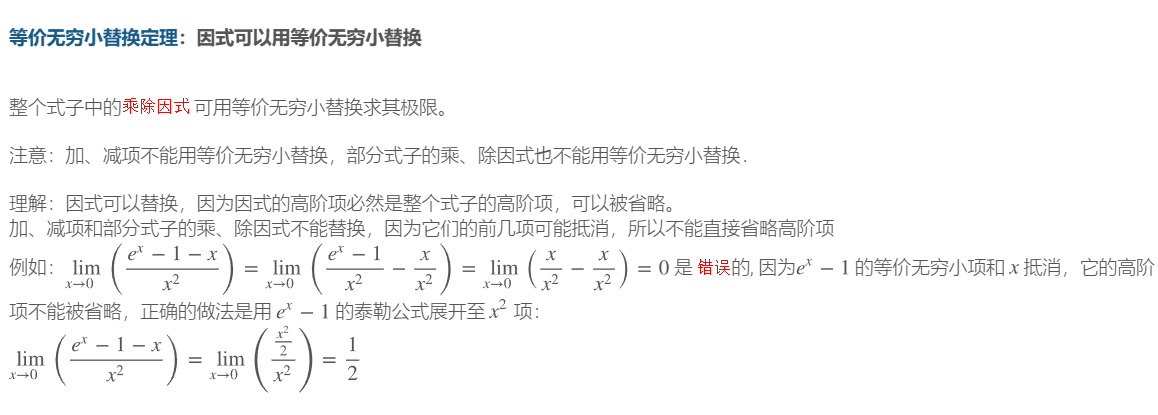 等价无穷小替换定理：因式可以用等价无穷小替换
整个式子中的乘除因式可用等价无穷小替换求其极限。
注意：加、减项不能用等价无穷小替换，部分式子的乘、除因式也不能用等价无穷小替换.
理解：因式可以替换，因为因式的高阶项必然是整个式子的高阶项，可以被省略。
加、减项和部分式子的乘、除因式不能替换，因为它们的前几项可能抵消，所以不能直接省略高阶项
例如：$\lim_{x \to 0} \left( \frac{e^x - 1 - x}{x^2} \right) = \lim_{x \to 0} \left( \frac{e^x - 1}{x^2} - \frac{x}{x^2} \right) = \lim_{x \to 0} \left( \frac{x}{x^2} - \frac{x}{x^2} \right) = 0$ 是 错误的, 因为$e^x - 1$ 的等价无穷小项和 $x$ 抵消，它的高阶
项不能被省略，正确的做法是用 $e^x - 1$ 的泰勒公式展开至 $x^2$ 项：
$\lim_{x \to 0} \left( \frac{e^x - 1 - x}{x^2} \right) = \lim_{x \to 0} \left( \frac{\frac{x^2}{2}}{x^2} \right) = \frac{1}{2}$